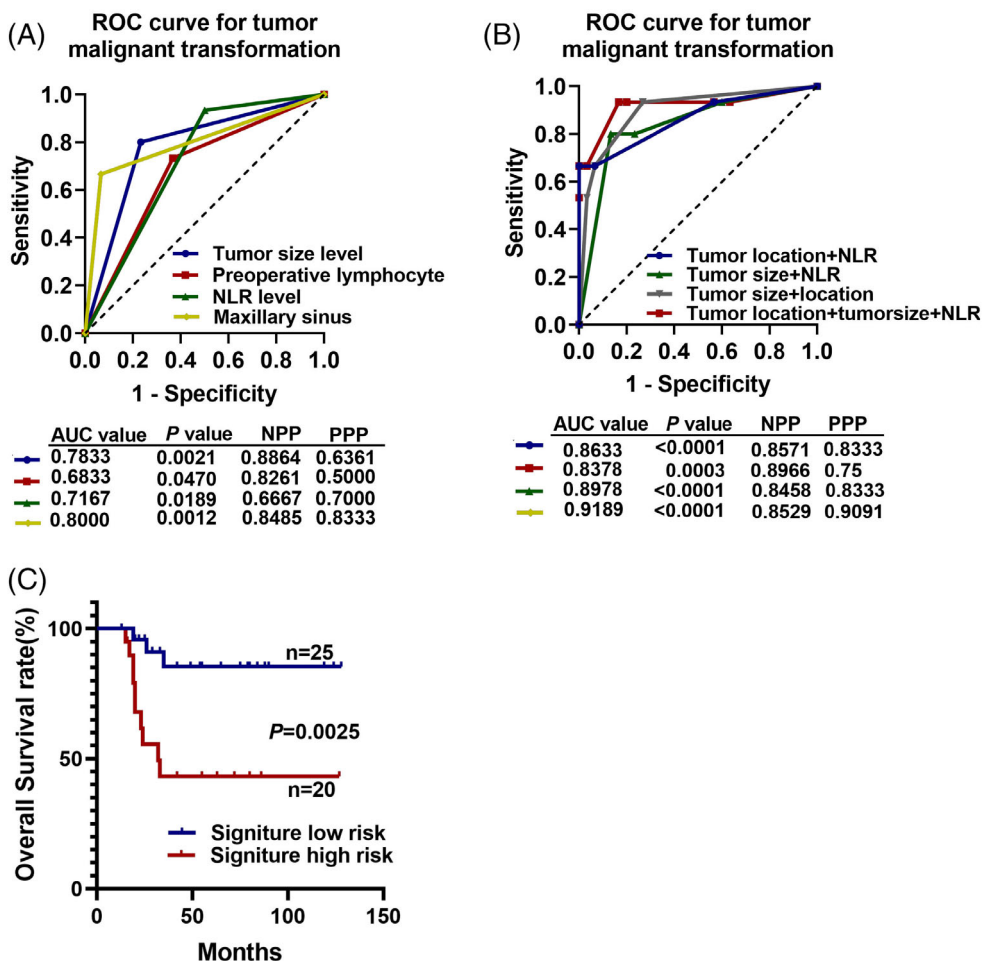 (A)
ROC curve for tumor
malignant transformation
1.0
0.8
0.6
0.4
0.2
0.0
Sensitivity
Tumor size level
Preoperative lymphocyte
NLR level
Maxillary sinus
0.0 0.2 0.4 0.6 0.8 1.0
1 - Specificity
AUC value P value NPP PPP
0.7833 0.0021 0.8864 0.6361
0.6833 0.0470 0.8261 0.5000
0.7167 0.0189 0.6667 0.7000
0.8000 0.0012 0.8485 0.8333
(B)
ROC curve for tumor
malignant transformation
1.0
0.8
0.6
0.4
0.2
0.0
Sensitivity
Tumor location+NLR
Tumor size+NLR
Tumor size+location
Tumor location+tumorsize+NLR
0.0 0.2 0.4 0.6 0.8 1.0
1 - Specificity
AUC value P value NPP PPP
0.8633 <0.0001 0.8571 0.8333
0.8378 0.0003 0.8966 0.75
0.8978 <0.0001 0.8458 0.8333
0.9189 <0.0001 0.8529 0.9091
(C)
Overall Survival rate(%)
100
50
0
n=25
P=0.0025
n=20
Signiture low risk
Signiture high risk
0 50 100 150
Months